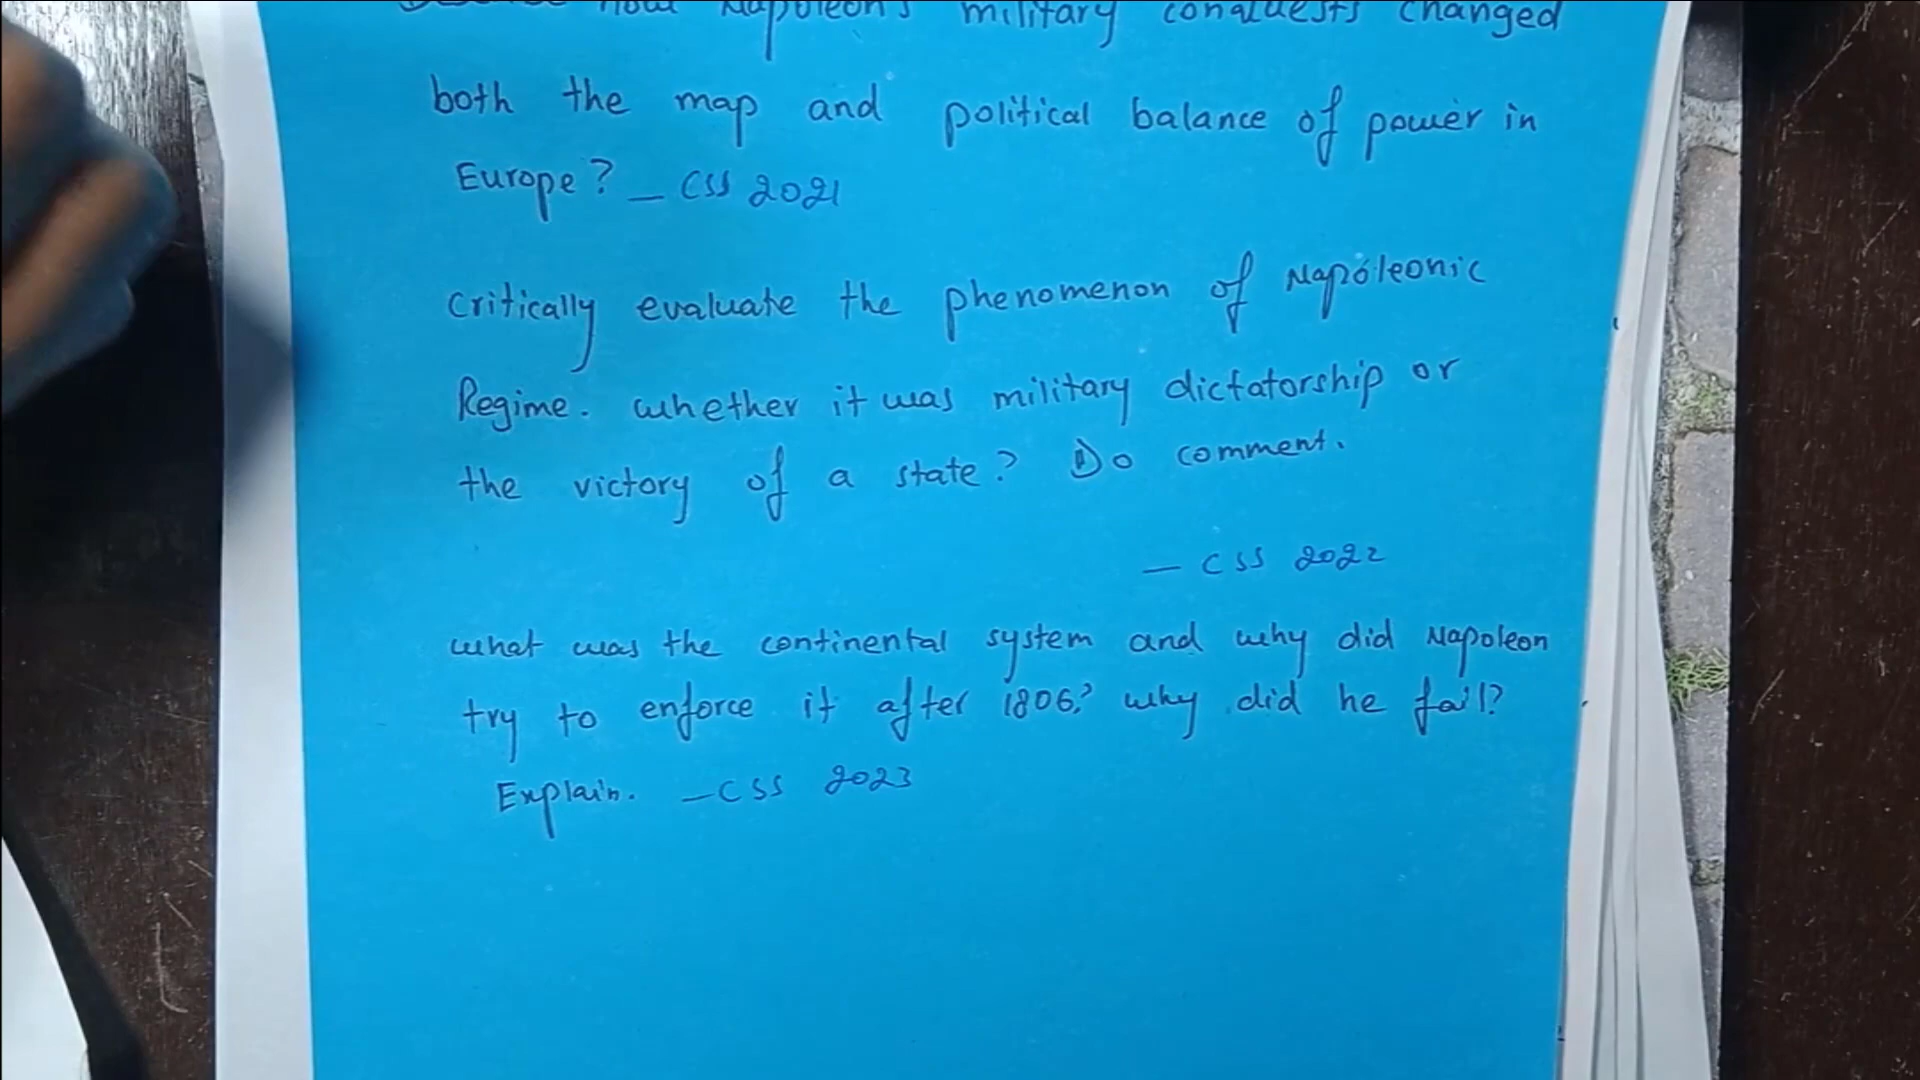 how Napoleon's military conquests changed
both the map and political balance of power in
Europe? - CSS 2021
critically evaluate the phenomenon of Napoleonic
Regime. whether it was military dictatorship or
the victory of a state? Do comment.
- CSS 2022
what was the continental system and why did Napoleon
try to enforce it after 1806? why did he fail?
Explain. - CSS 2023